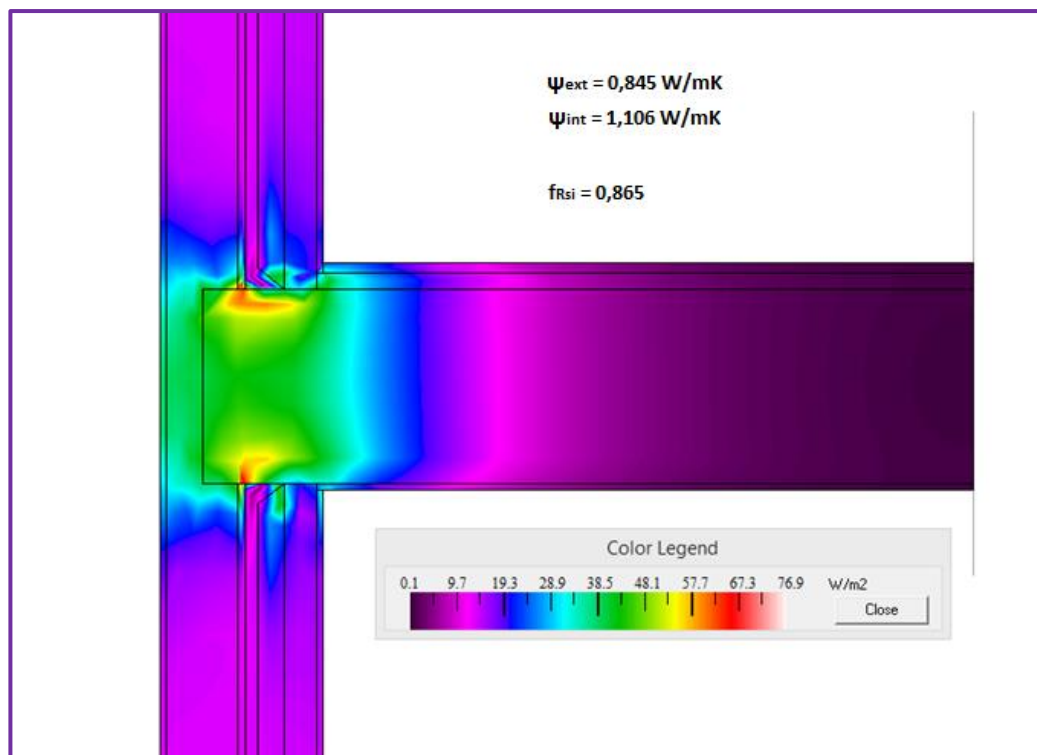 Ψext = 0,845 W/mK
Ψint = 1,106 W/mK
fRsi = 0,865
Color Legend
0.1 9.7 19.3 28.9 38.5 48.1 57.7 67.3 76.9 W/m2
Close